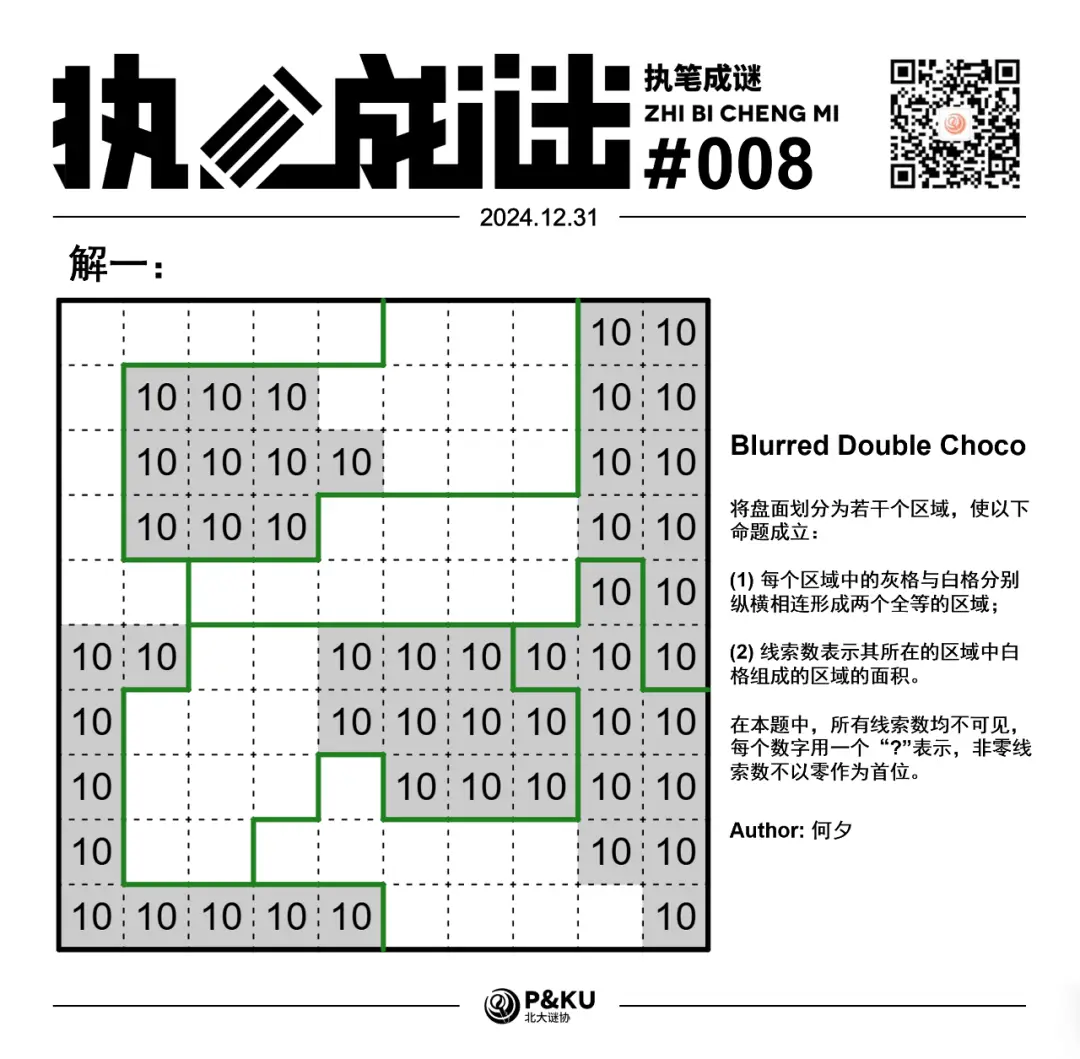 执笔成谜
执笔成谜
ZHI BI CHENG MI
#008
2024.12.31
解一：
10 10
10 10 10 10 10
10 10 10 10 10 10
10 10 10 10 10
10 10
10 10 10 10 10 10 10 10
10 10 10 10 10 10 10
10 10 10 10 10 10
10 10 10
10 10 10 10 10 10
Blurred Double Choco
将盘面划分为若干个区域，使以下
命题成立：
(1) 每个区域中的灰格与白格分别
纵横相连形成两个全等的区域；
(2) 线索数表示其所在的区域中白
格组成的区域的面积。
在本题中，所有线索数均不可见，
每个数字用一个“?”表示，非零线
索数不以零作为首位。
Author: 何夕
P&KU
北大谜协